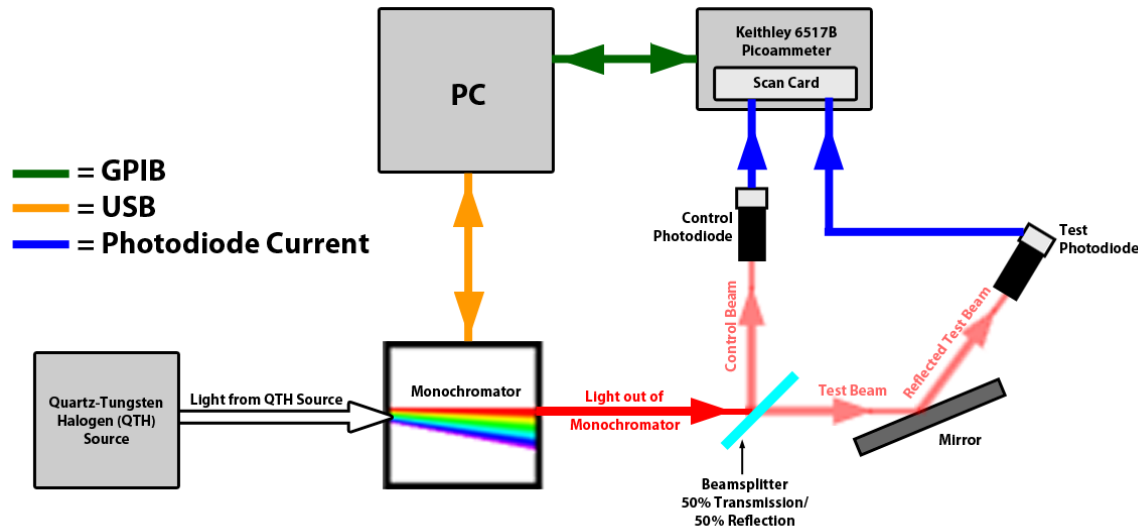 Keithley 6517B
Picoammeter
Scan Card
PC
= GPIB
= USB
= Photodiode Current
Control
Photodiode
Test
Photodiode
Control Beam
Reflected Test Beam
Quartz-Tungsten
Halogen (QTH)
Source
Light from QTH Source
Monochromator
Light out of
Monochromator
Test Beam
Mirror
Beamsplitter
50% Transmission/
50% Reflection